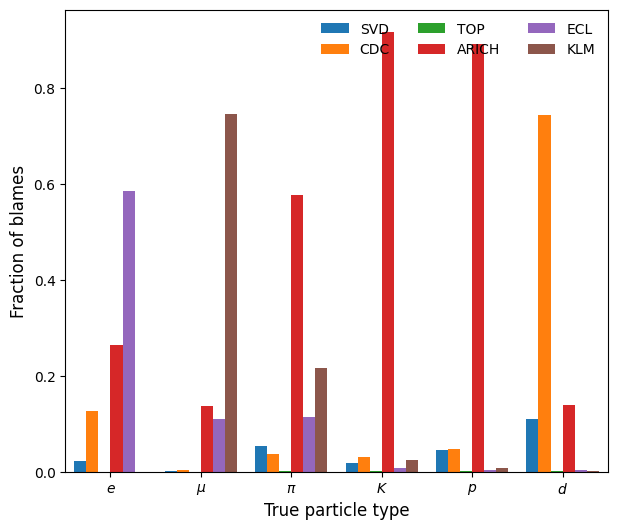 SVD TOP ECL
CDC ARICH KLM
Fraction of blames
0.8
0.6
0.4
0.2
0.0
e μ π K p d
True particle type